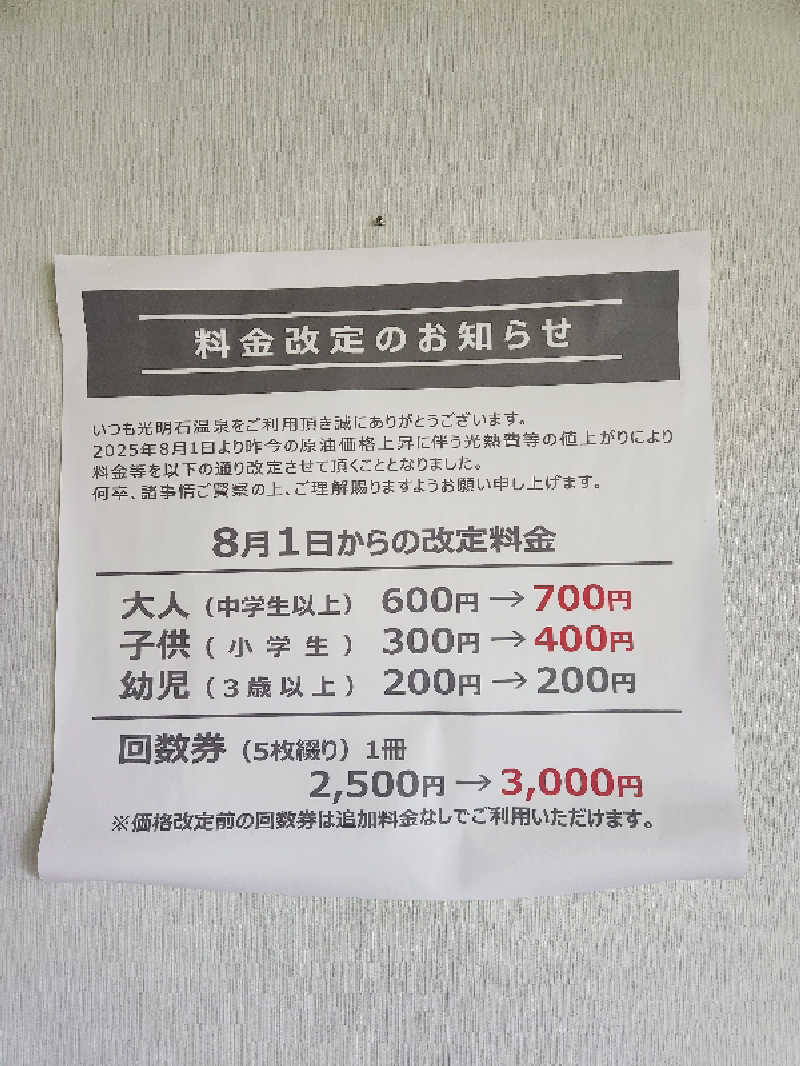 料金改定のお知らせ
いつも光明石温泉をご利用頂き誠にありがとうございます。
2025年8月1日より昨今の原油価格上昇に伴う光熱費等の値上がりにより
料金等を以下の通り改定させて頂くこととなりました。
何卒、諸事情ご賢察の上、ご理解賜りますようお願い申し上げます。
8月1日からの改定料金
大人（中学生以上） 600円→700円
子供（小学生） 300円→400円
幼児（3歳以上） 200円→200円
回数券（5枚綴り）1冊
2,500円→3,000円
※価格改定前の回数券は追加料金なしでご利用いただけます。